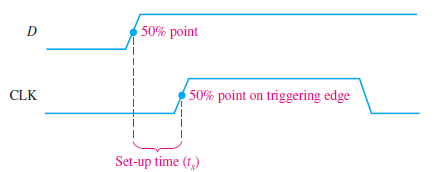 D
50% point
CLK
50% point on triggering edge
Set-up time (tₛ)